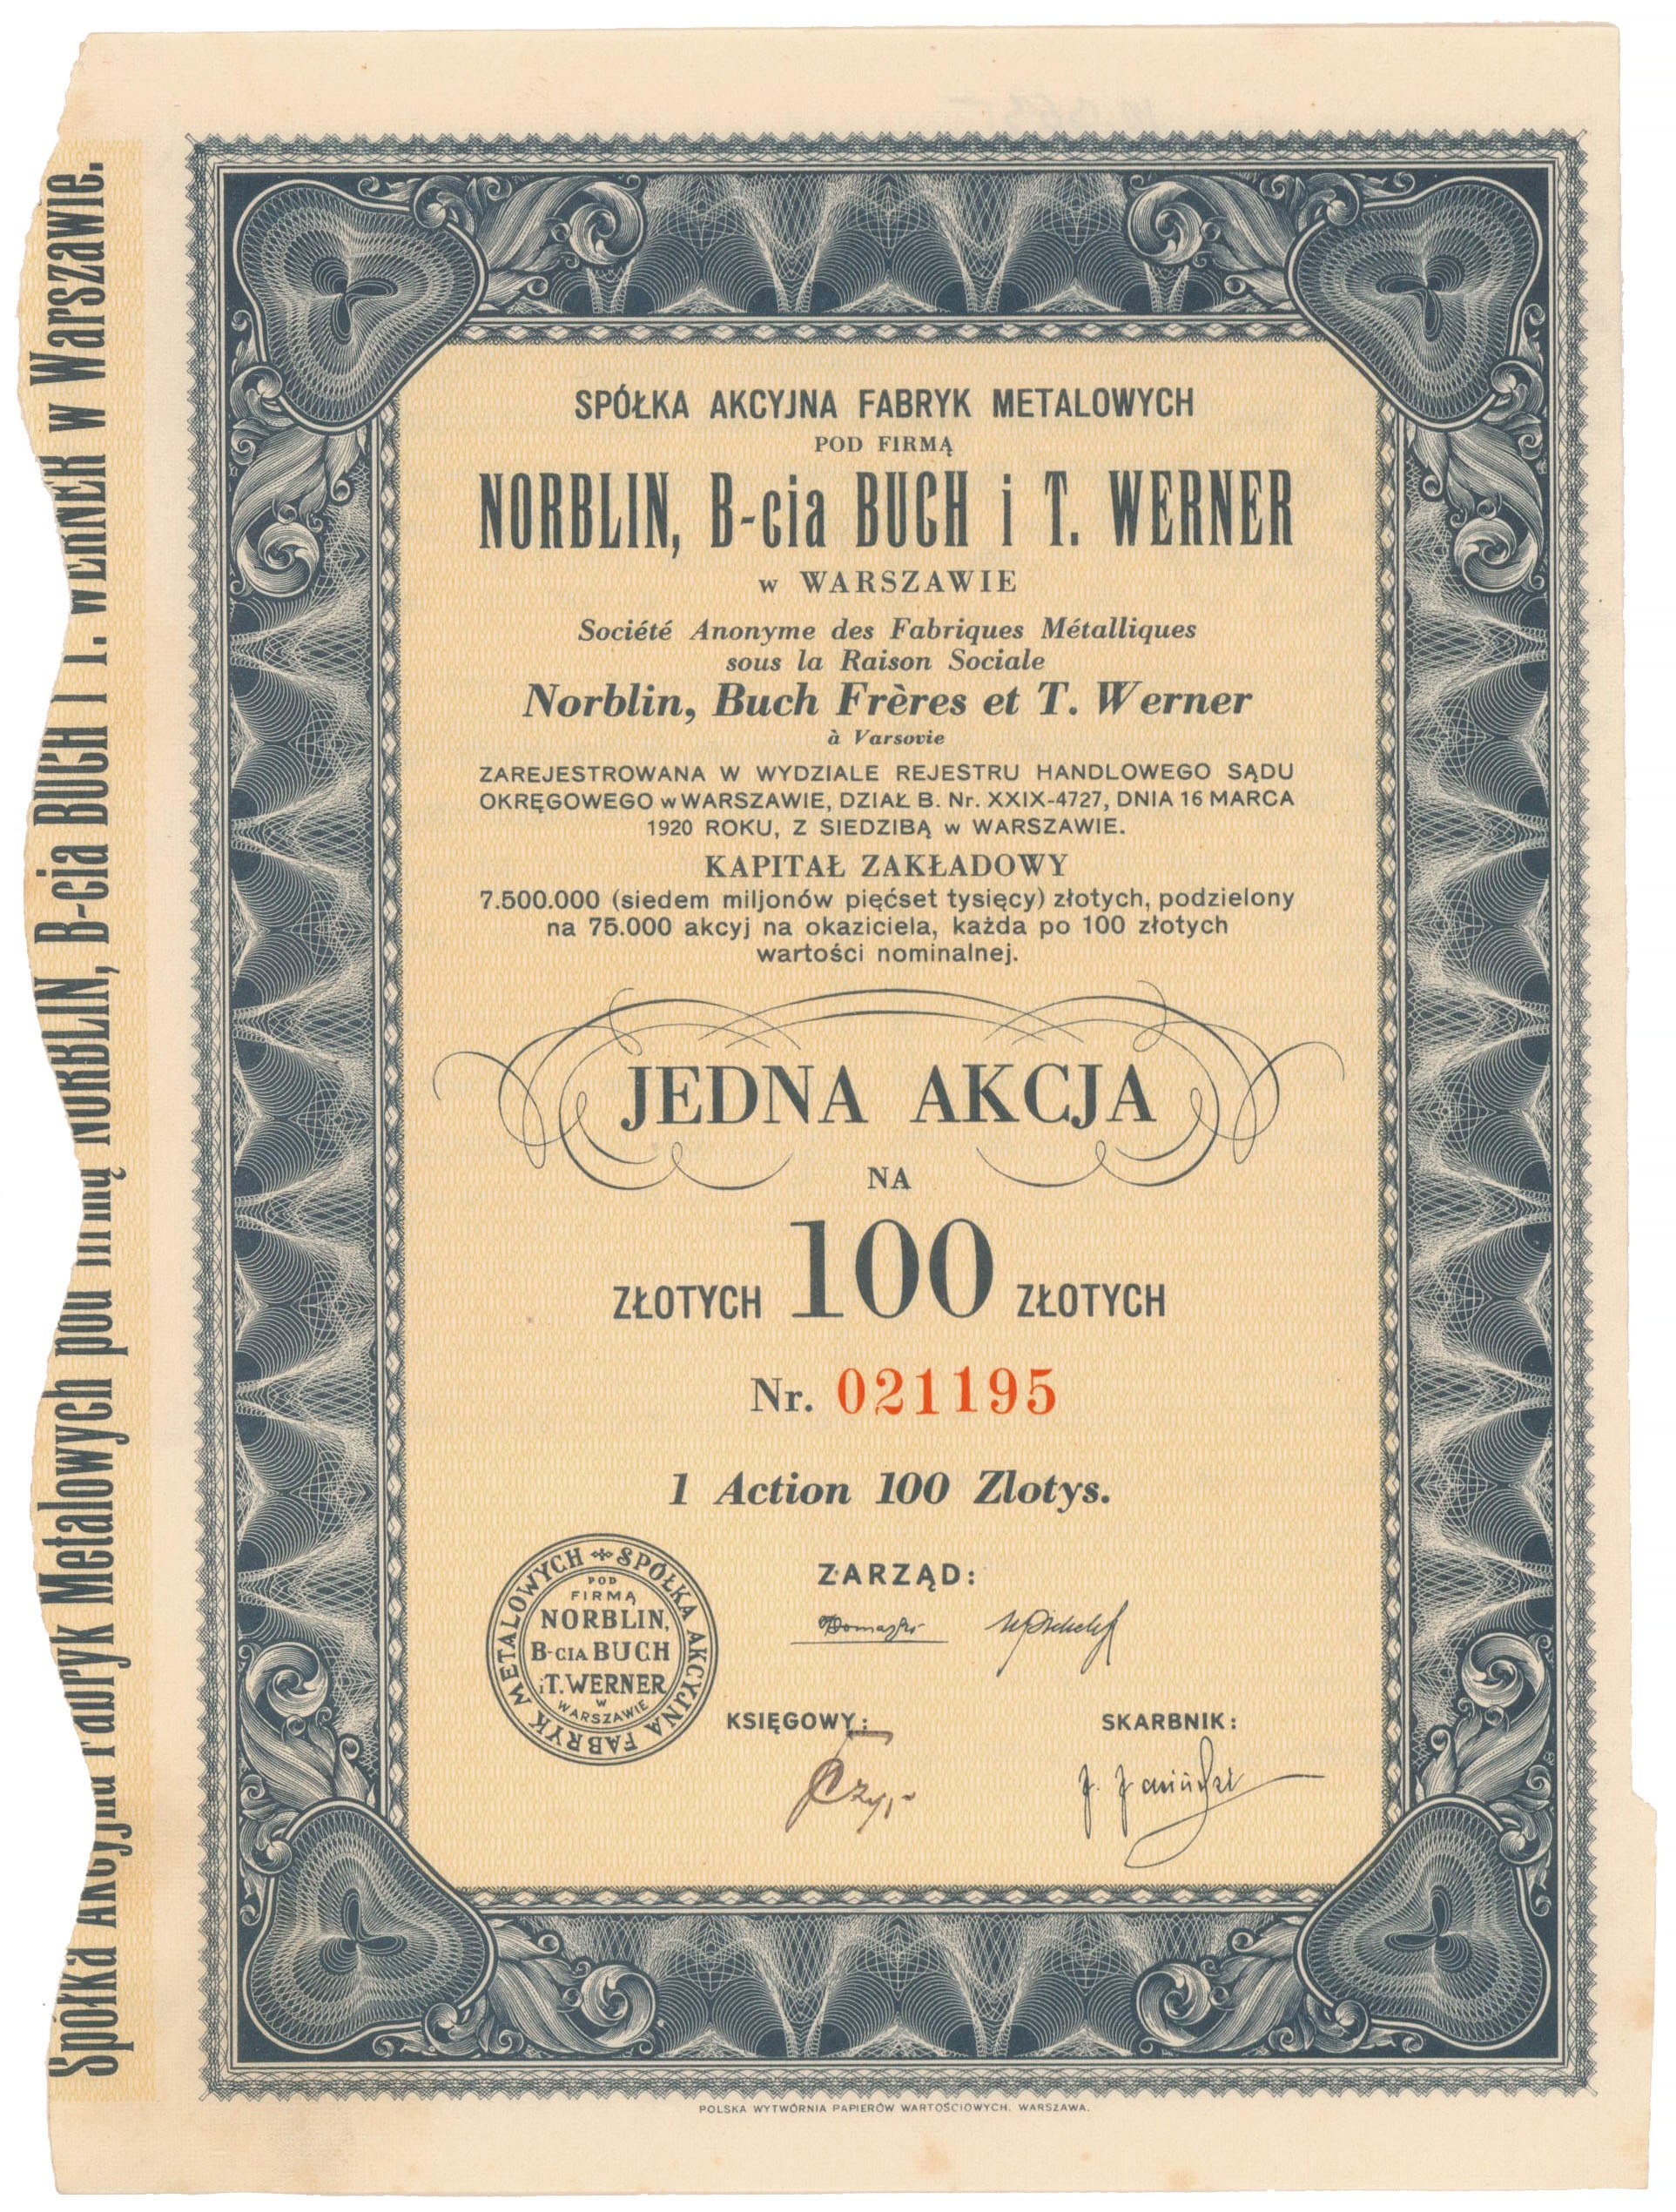 SPÓŁKA AKCYJNA FABRYK METALOWYCH
POD FIRMĄ
NORBLIN, B-cia BUCH i T. WERNER
w WARSZAWIE
Société Anonyme des Fabriques Métalliques
sous la Raison Sociale
Norblin, Buch Frères et T. Werner
à Varsovie
ZAREJESTROWANA W WYDZIALE REJESTRU HANDLOWEGO SĄDU
OKRĘGOWEGO w WARSZAWIE, DZIAŁ B. Nr. XXIX-4727, DNIA 16 MARCA
1920 ROKU, Z SIEDZIBĄ w WARSZAWIE.
KAPITAŁ ZAKŁADOWY
7.500.000 (siedem miljonów pięćset tysięcy) złotych, podzielony
na 75.000 akcyj na okaziciela, każda po 100 złotych
wartości nominalnej.
JEDNA AKCJA
NA
ZŁOTYCH 100 ZŁOTYCH
Nr. 021195
1 Action 100 Zlotys.
SPÓŁKA AKCYJNA FABRYK METALOWYCH
POD
FIRMĄ
NORBLIN,
B-CIA BUCH
i T. WERNER
W
WARSZAWIE
ZARZĄD:
KSIĘGOWY:
SKARBNIK:
POLSKA WYTWÓRNIA PAPIERÓW WARTOŚCIOWYCH. WARSZAWA.
Spółka Akcyjna Fabryk Metalowych pod firmą NORBLIN, B-cia BUCH i T. WERNER w Warszawie.